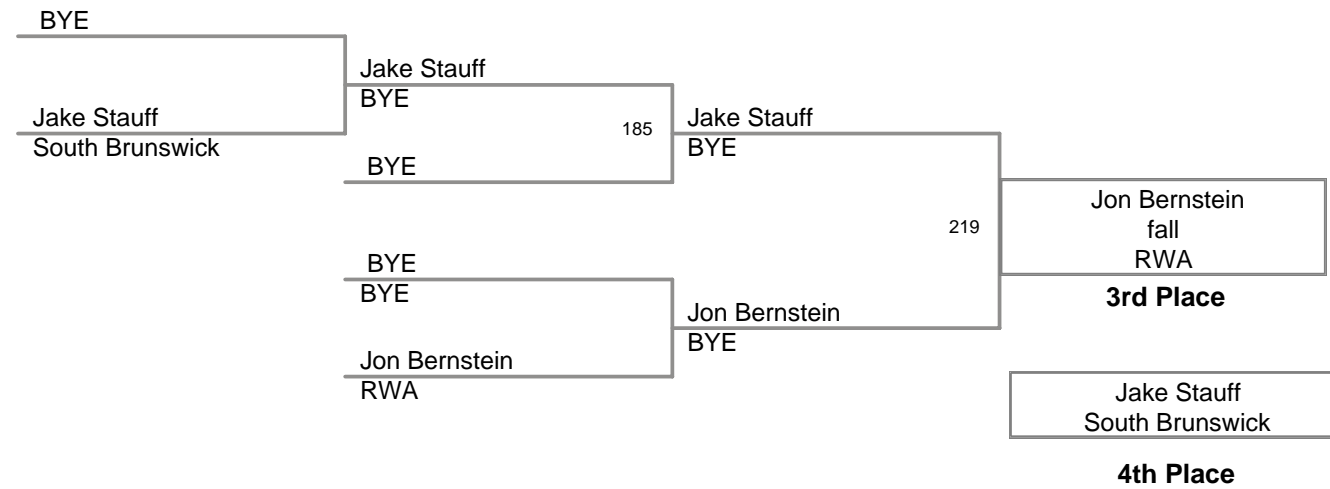 BYE
Jake Stauff
South Brunswick
Jake Stauff
BYE
BYE
185
BYE
BYE
Jon Bernstein
RWA
Jake Stauff
BYE
Jon Bernstein
BYE
219
Jon Bernstein
fall
RWA
3rd Place
Jake Stauff
South Brunswick
4th Place